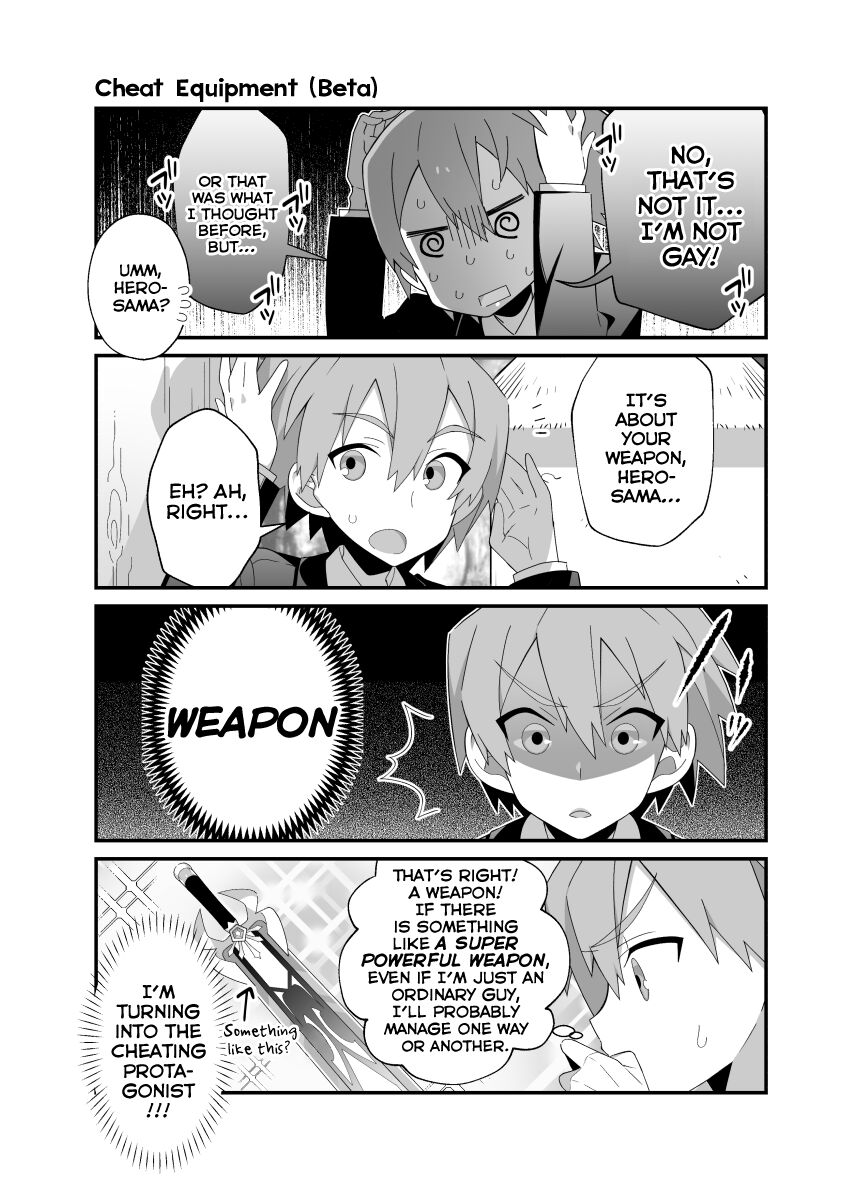 Cheat Equipment (Beta)
NO,
THAT'S
NOT IT...
I'M NOT
GAY!
OR THAT
WAS WHAT
I THOUGHT
BEFORE,
BUT...
UMM,
HERO-
SAMA?
IT'S
ABOUT
YOUR
WEAPON,
HERO-
SAMA...
EH? AH,
RIGHT...
WEAPON
THAT'S RIGHT!
A WEAPON!
IF THERE
IS SOMETHING
LIKE A SUPER
POWERFUL WEAPON,
EVEN IF I'M JUST AN
ORDINARY GUY,
I'LL PROBABLY
MANAGE ONE WAY
OR ANOTHER.
Something
like this?
I'M
TURNING
INTO THE
CHEATING
PROTA-
GONIST
!!!